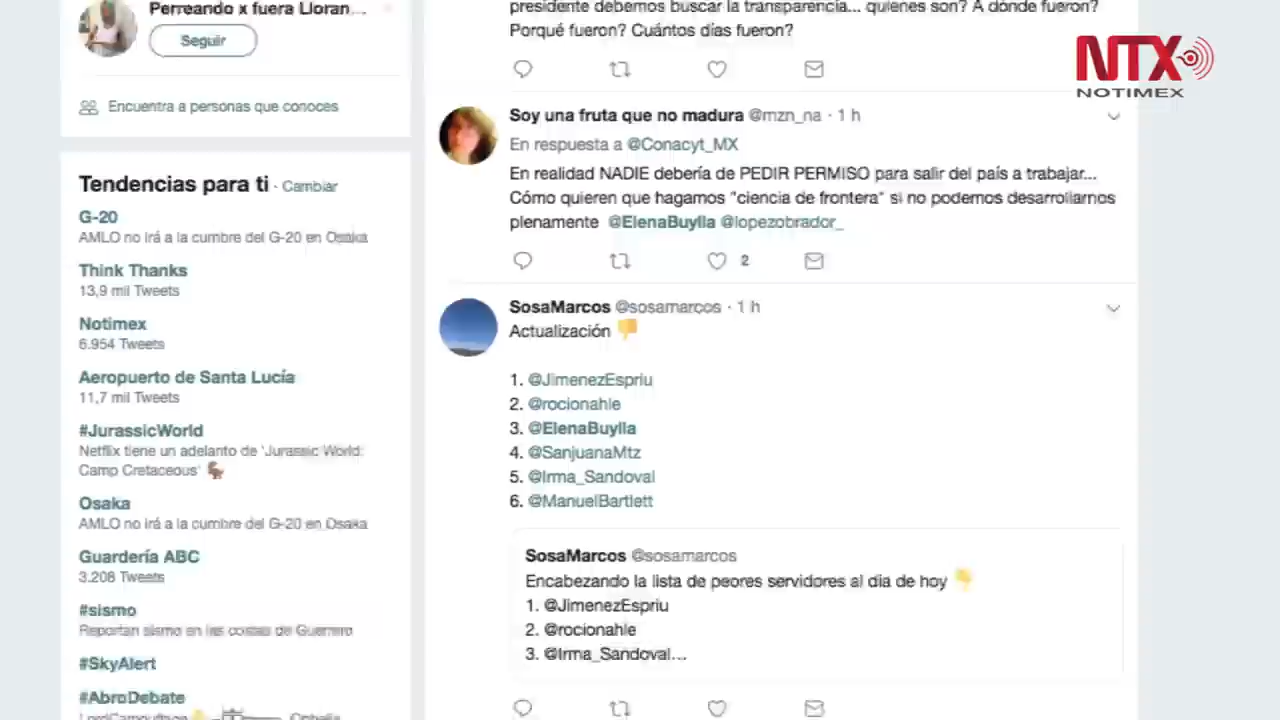 Perreando x fuera Lloran...
Seguir
Encuentra a personas que conoces
Tendencias para ti · Cambiar
G-20
AMLO no irá a la cumbre del G-20 en Osaka
Think Thanks
13,9 mil Tweets
Notimex
6.954 Tweets
Aeropuerto de Santa Lucía
11,7 mil Tweets
#JurassicWorld
Netflix tiene un adelanto de 'Jurassic World:
Camp Cretaceous'
Osaka
AMLO no irá a la cumbre del G-20 en Osaka
Guardería ABC
3.208 Tweets
#sismo
Reportan sismo en las costas de Guerrero
#SkyAlert
#AbroDebate
presidente debemos buscar la transparencia... quienes son? A dónde fueron?
Porqué fueron? Cuántos días fueron?
Soy una fruta que no madura @mzn_na · 1 h
En respuesta a @Conacyt_MX
En realidad NADIE debería de PEDIR PERMISO para salir del país a trabajar...
Cómo quieren que hagamos "ciencia de frontera" si no podemos desarrollarnos
plenamente @ElenaBuylla @lopezobrador_
2
SosaMarcos @sosamarcos · 1 h
Actualización 👎
1. @JimenezEspriu
2. @rocionahle
3. @ElenaBuylla
4. @SanjuanaMtz
5. @Irma_Sandoval
6. @ManuelBartlett
SosaMarcos @sosamarcos
Encabezando la lista de peores servidores al dia de hoy 👇
1. @JimenezEspriu
2. @rocionahle
3. @Irma_Sandoval...
NTX
NOTIMEX